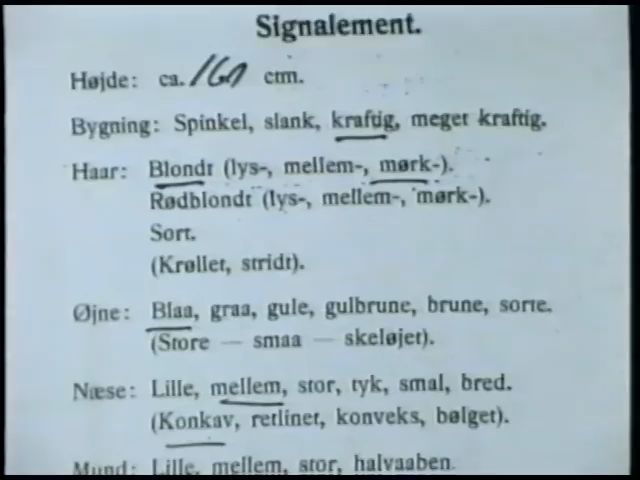 Signalement.
Højde: ca. 160 ctm.
Bygning: Spinkel, slank, kraftig, meget kraftig.
Haar: Blondt (lys-, mellem-, mørk-).
Rødblondt (lys-, mellem-, mørk-).
Sort.
(Krøllet, stridt).
Øjne: Blaa, graa, gule, gulbrune, brune, sorte.
(Store — smaa — skeløjet).
Næse: Lille, mellem, stor, tyk, smal, bred.
(Konkav, retlinet, konveks, bølget).
Mund: Lille, mellem, stor, halvaaben.